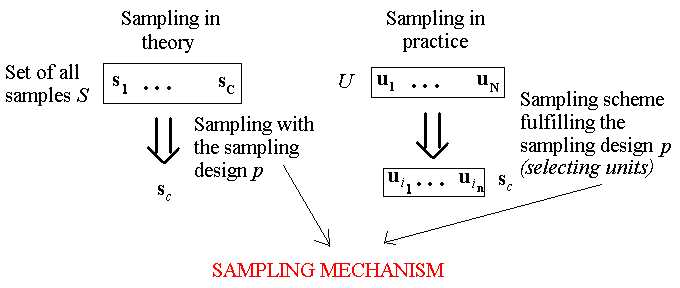 Sampling in
theory
Set of all
samples S
s1 ... sC
Sampling with
the sampling
design p
sc
Sampling in
practice
U
u1 ... uN
Sampling scheme
fulfilling the
sampling design p
(selecting units)
ui1 ... uin sc
SAMPLING MECHANISM